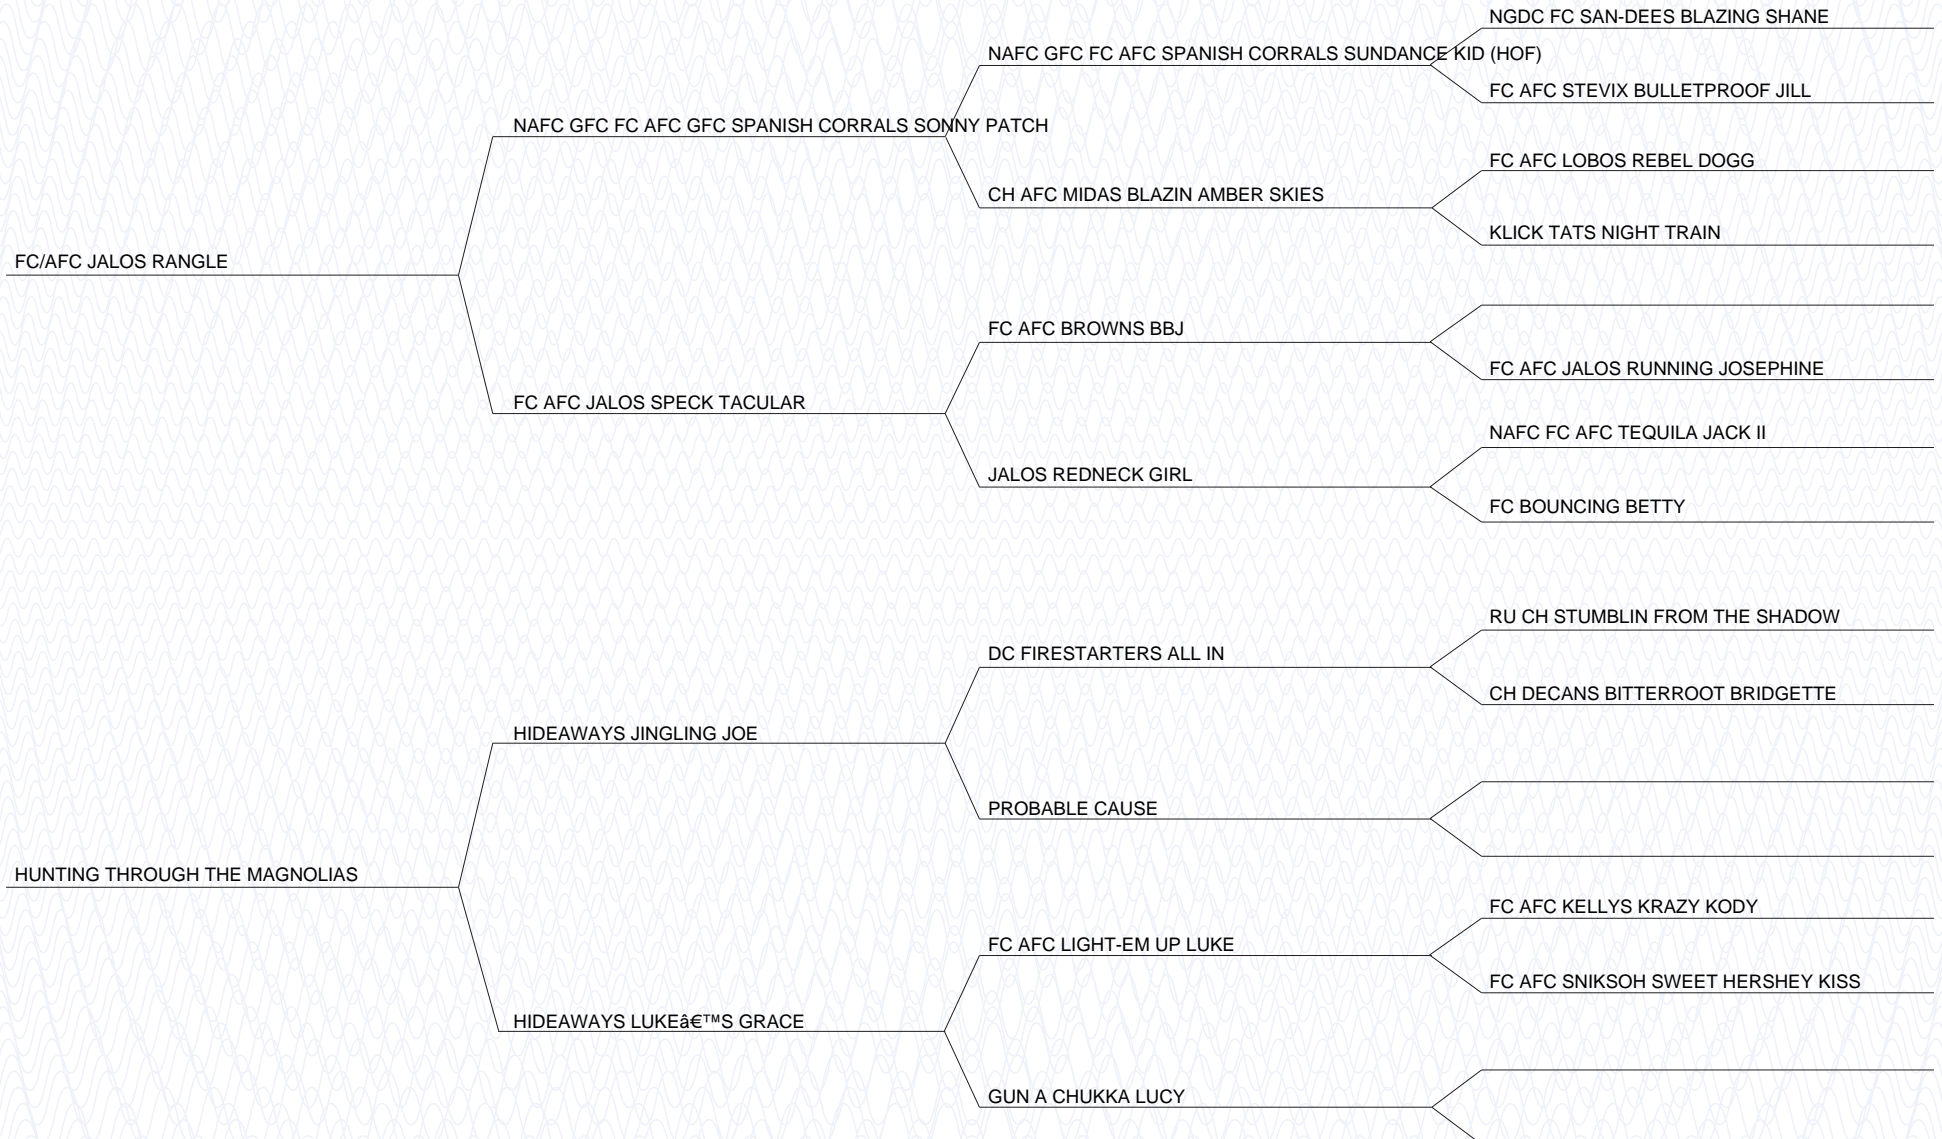 NGDC FC SAN-DEES BLAZING SHANE
NAFC GFC FC AFC SPANISH CORRALS SUNDANCE KID (HOF)
FC AFC STEVIX BULLETPROOF JILL
NAFC GFC FC AFC GFC SPANISH CORRALS SONNY PATCH
FC AFC LOBOS REBEL DOGG
CH AFC MIDAS BLAZIN AMBER SKIES
KLICK TATS NIGHT TRAIN
FC/AFC JALOS RANGLE
FC AFC BROWNS BBJ
FC AFC JALOS RUNNING JOSEPHINE
FC AFC JALOS SPECK TACULAR
NAFC FC AFC TEQUILA JACK II
JALOS REDNECK GIRL
FC BOUNCING BETTY
RU CH STUMBLIN FROM THE SHADOW
DC FIRESTARTERS ALL IN
CH DECANS BITTERROOT BRIDGETTE
HIDEAWAYS JINGLING JOE
PROBABLE CAUSE
HUNTING THROUGH THE MAGNOLIAS
FC AFC KELLYS KRAZY KODY
FC AFC LIGHT-EM UP LUKE
FC AFC SNIKSOH SWEET HERSHEY KISS
HIDEAWAYS LUKEâ€™S GRACE
GUN A CHUKKA LUCY